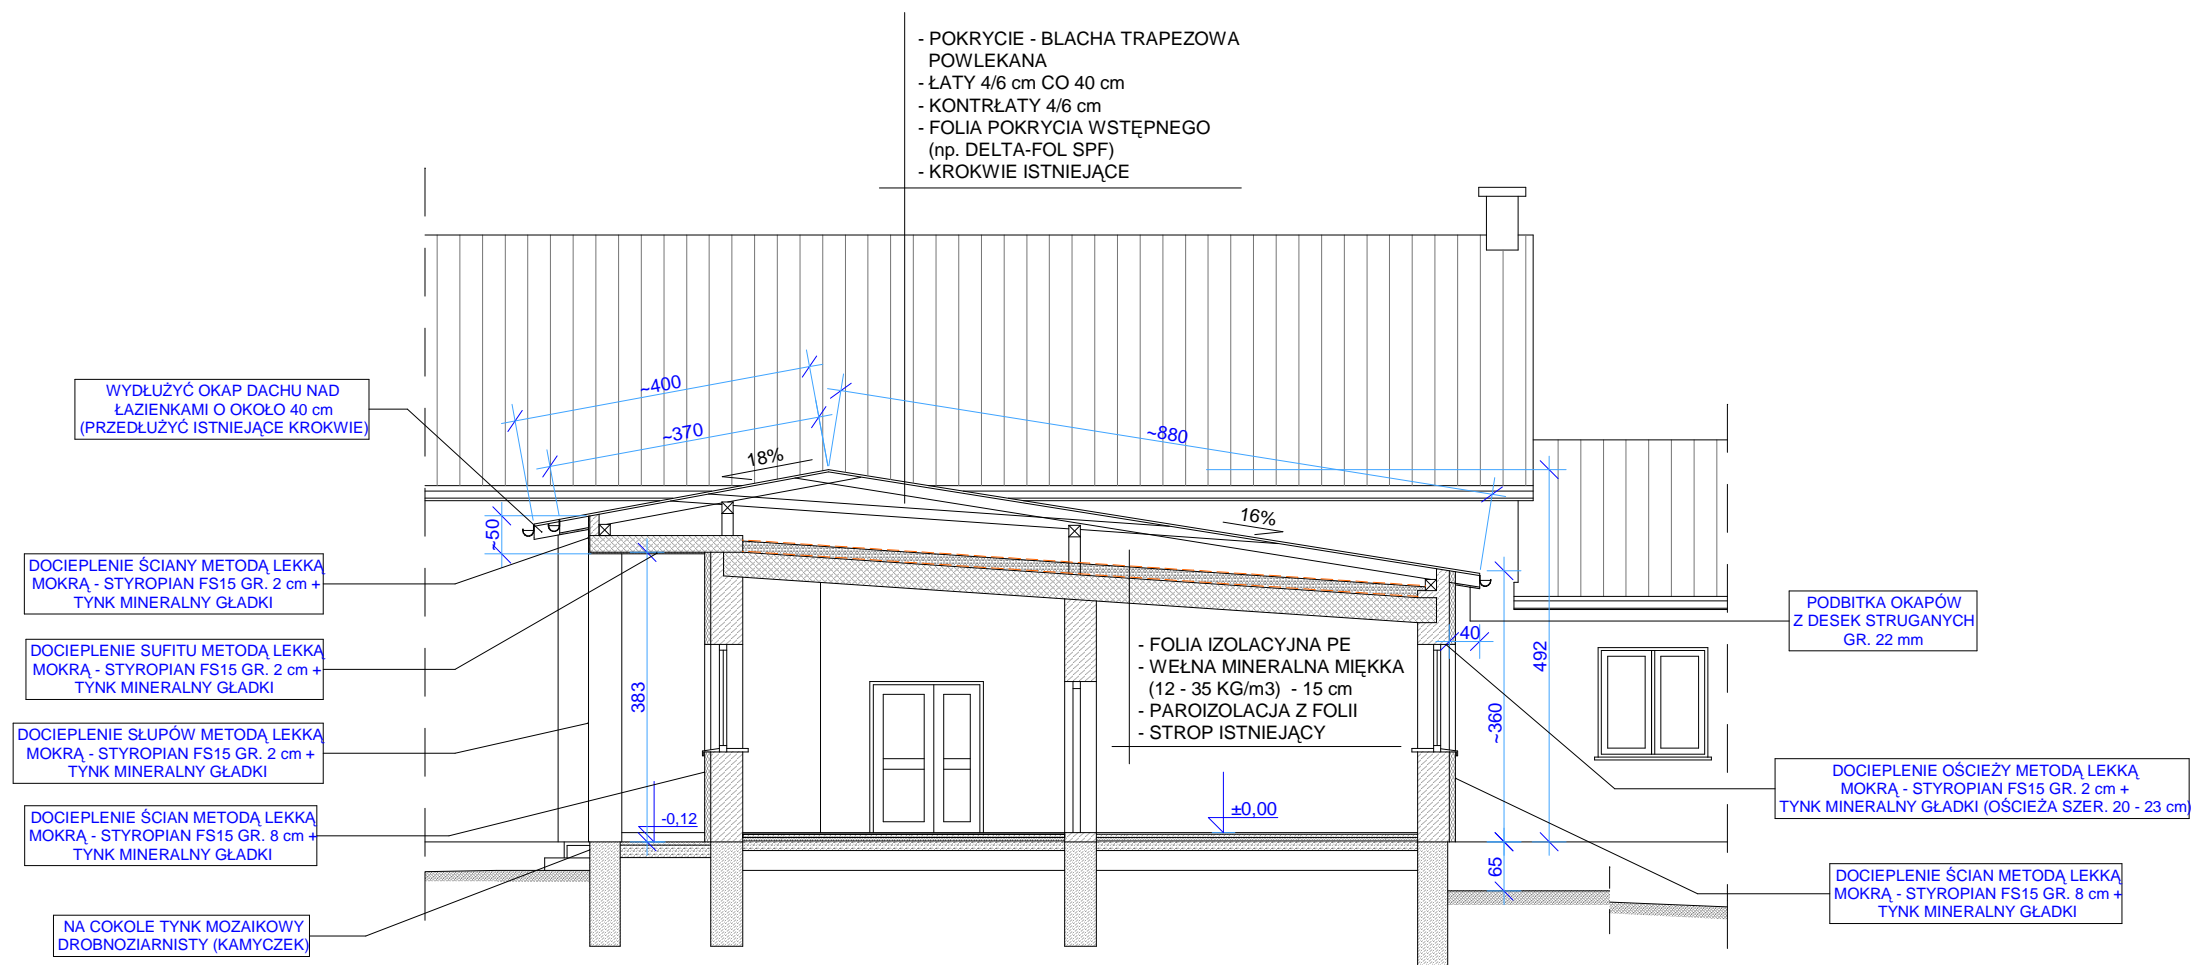 - POKRYCIE - BLACHA TRAPEZOWA
POWLEKANA
- ŁATY 4/6 cm CO 40 cm
- KONTRŁATY 4/6 cm
- FOLIA POKRYCIA WSTĘPNEGO
(np. DELTA-FOL SPF)
- KROKWIE ISTNIEJĄCE
WYDŁUŻYĆ OKAP DACHU NAD
ŁAZIENKAMI O OKOŁO 40 cm
(PRZEDŁUŻYĆ ISTNIEJĄCE KROKWIE)
~400
~370
~880
18%
16%
~50
DOCIEPLENIE ŚCIANY METODĄ LEKKĄ
MOKRĄ - STYROPIAN FS15 GR. 2 cm +
TYNK MINERALNY GŁADKI
DOCIEPLENIE SUFITU METODĄ LEKKĄ
MOKRĄ - STYROPIAN FS15 GR. 2 cm +
TYNK MINERALNY GŁADKI
DOCIEPLENIE SŁUPÓW METODĄ LEKKĄ
MOKRĄ - STYROPIAN FS15 GR. 2 cm +
TYNK MINERALNY GŁADKI
DOCIEPLENIE ŚCIAN METODĄ LEKKĄ
MOKRĄ - STYROPIAN FS15 GR. 8 cm +
TYNK MINERALNY GŁADKI
NA COKOLE TYNK MOZAIKOWY
DROBNOZIARNISTY (KAMYCZEK)
383
-0,12
- FOLIA IZOLACYJNA PE
- WEŁNA MINERALNA MIĘKKA
(12 - 35 KG/m3) - 15 cm
- PAROIZOLACJA Z FOLII
- STROP ISTNIEJĄCY
±0,00
40
492
~360
65
PODBITKA OKAPÓW
Z DESEK STRUGANYCH
GR. 22 mm
DOCIEPLENIE OŚCIEŻY METODĄ LEKKĄ
MOKRĄ - STYROPIAN FS15 GR. 2 cm +
TYNK MINERALNY GŁADKI (OŚCIEŻA SZER. 20 - 23 cm)
DOCIEPLENIE ŚCIAN METODĄ LEKKĄ
MOKRĄ - STYROPIAN FS15 GR. 8 cm +
TYNK MINERALNY GŁADKI